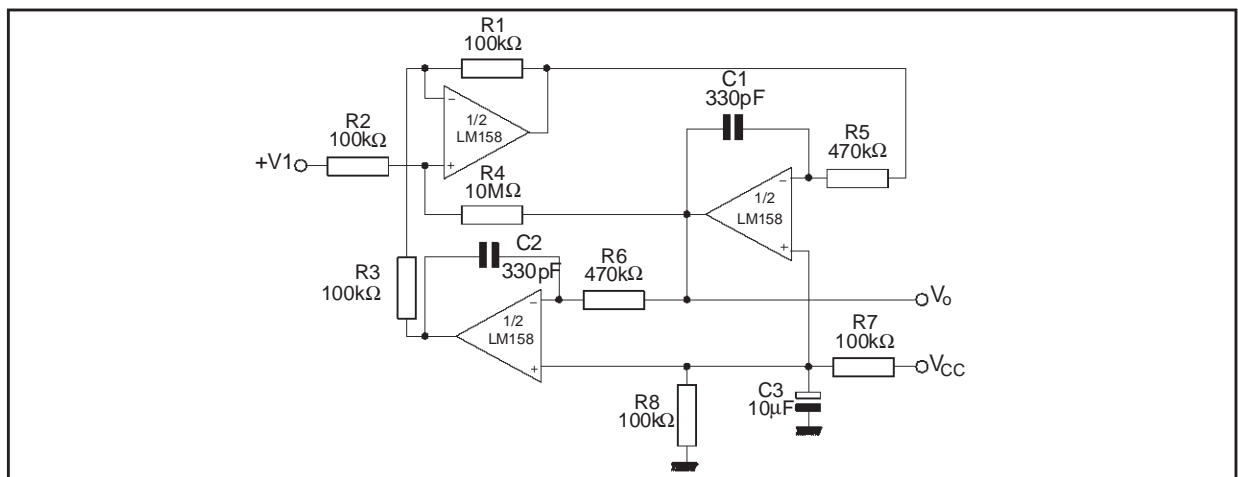 R1
100kΩ
C1
330pF
R2
100kΩ
−
1/2
LM158
+
R5
470kΩ
+V1
R4
10MΩ
−
1/2
LM158
+
C2
330pF
R6
470kΩ
R3
100kΩ
−
1/2
LM158
+
Vo
R7
100kΩ
VCC
R8
100kΩ
C3
10μF